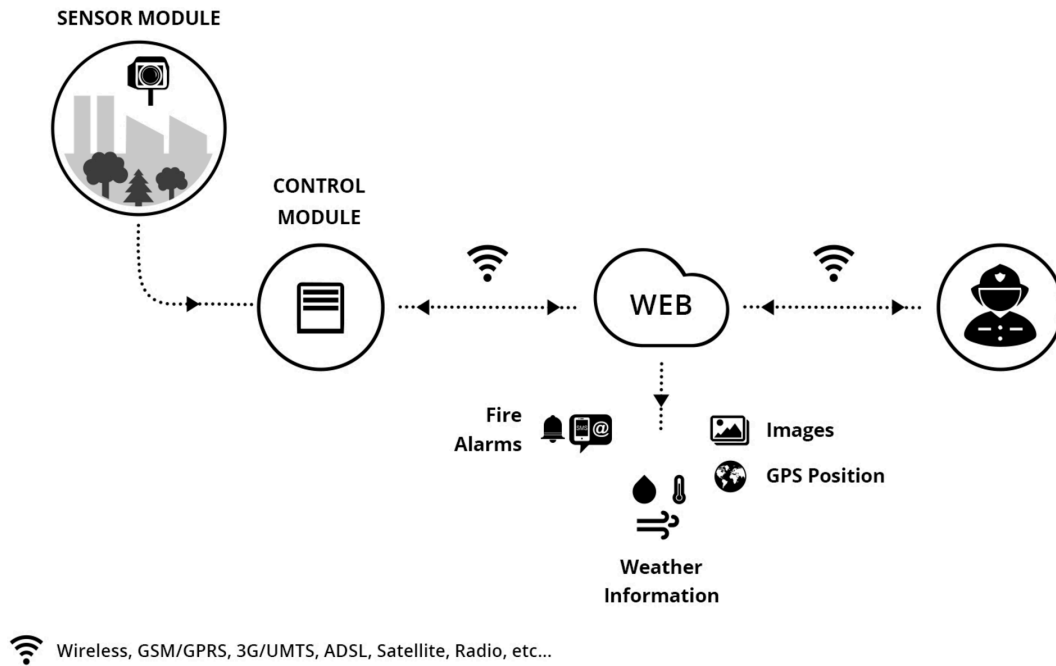 SENSOR MODULE
CONTROL
MODULE
WEB
Fire
Alarms
SMS
@
Images
GPS Position
Weather
Information
Wireless, GSM/GPRS, 3G/UMTS, ADSL, Satellite, Radio, etc...